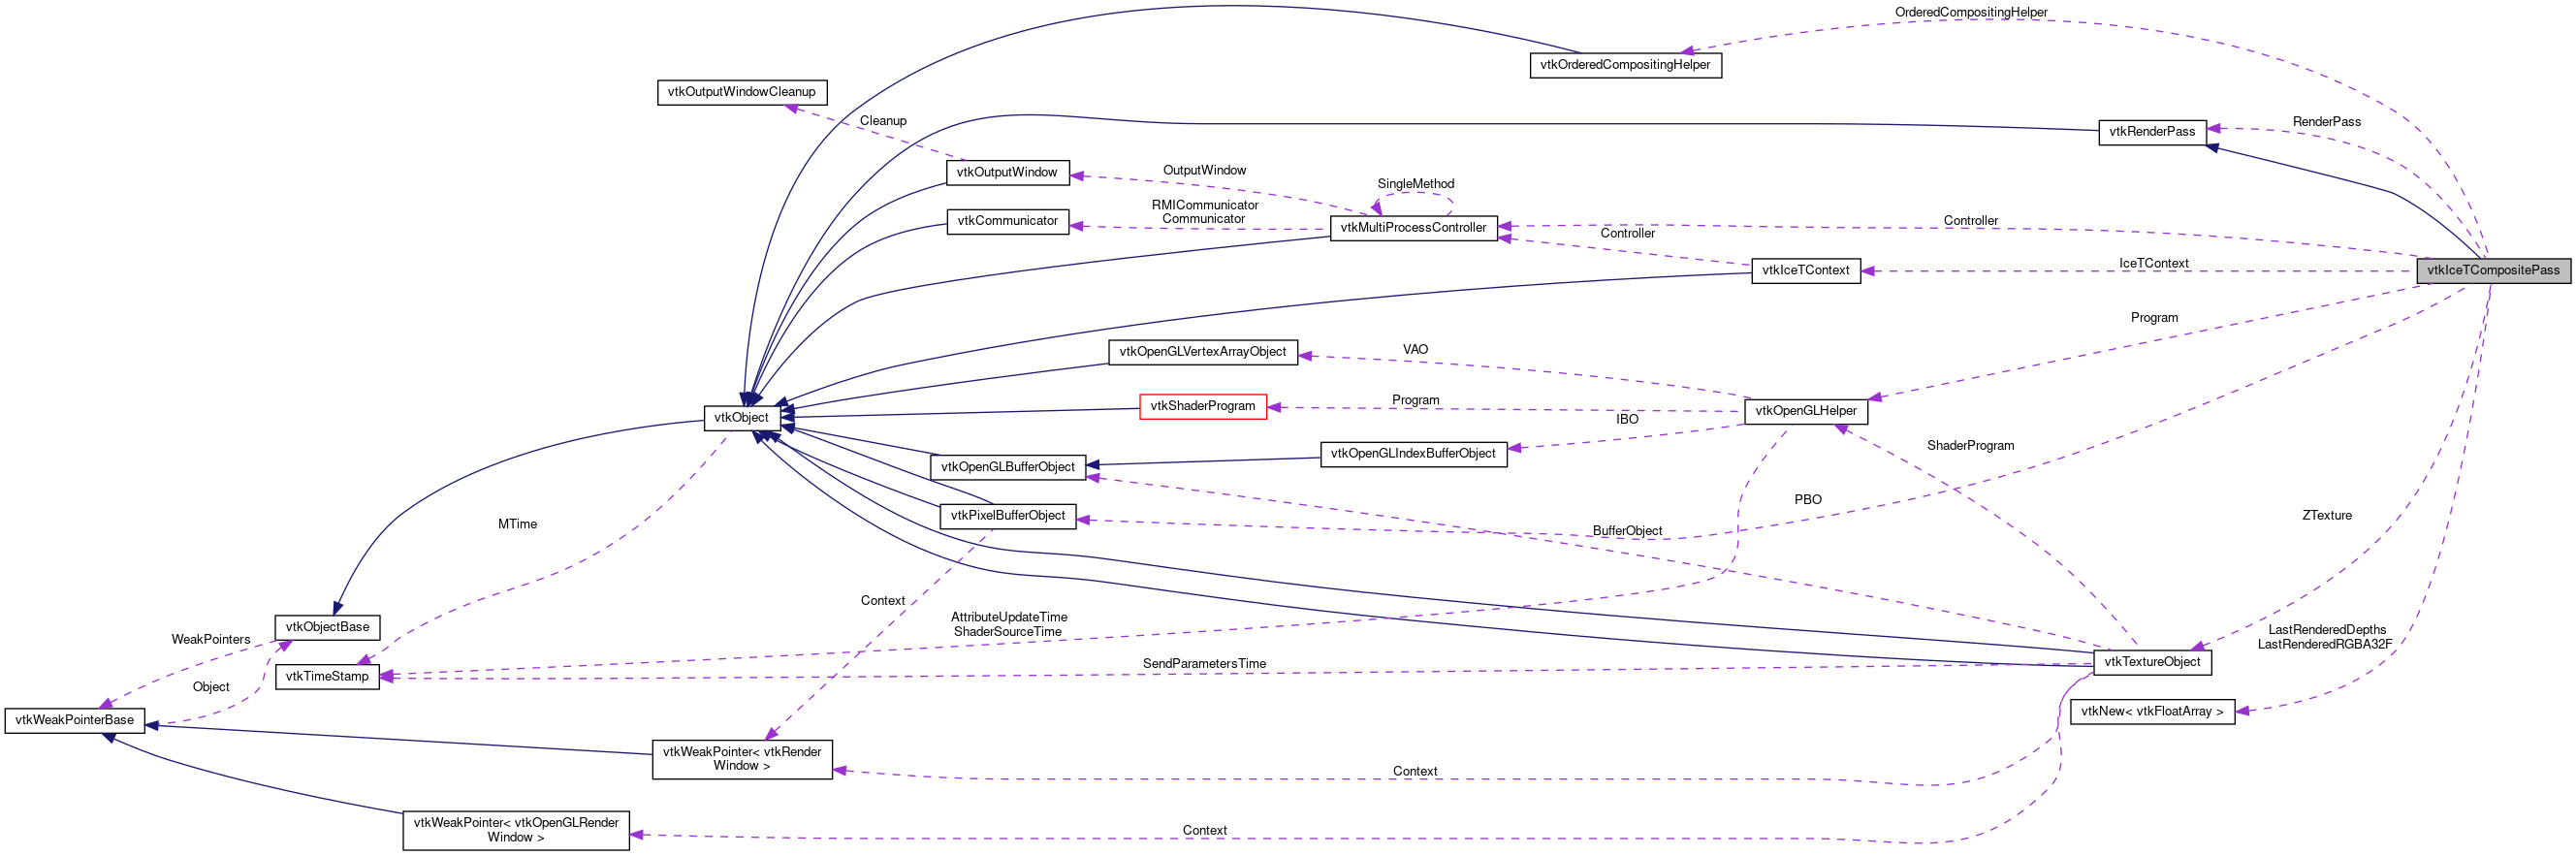 OrderedCompositingHelper
vtkOrderedCompositingHelper
vtkOutputWindowCleanup
Cleanup
RenderPass
vtkRenderPass
vtkOutputWindow
OutputWindow
SingleMethod
RMICommunicator
Communicator
vtkCommunicator
vtkMultiProcessController
Controller
Controller
vtkIceTContext
IceTContext
vtkIceTCompositePass
Program
vtkOpenGLVertexArrayObject
VAO
vtkShaderProgram
Program
vtkOpenGLHelper
vtkObject
IBO
ShaderProgram
vtkOpenGLIndexBufferObject
vtkOpenGLBufferObject
PBO
vtkPixelBufferObject
ZTexture
MTime
BufferObject
Context
AttributeUpdateTime
ShaderSourceTime
vtkObjectBase
WeakPointers
LastRenderedDepths
LastRenderedRGBA32F
SendParametersTime
vtkTextureObject
vtkTimeStamp
Object
vtkNew< vtkFloatArray >
vtkWeakPointerBase
vtkWeakPointer< vtkRender
Window >
Context
vtkWeakPointer< vtkOpenGLRender
Window >
Context